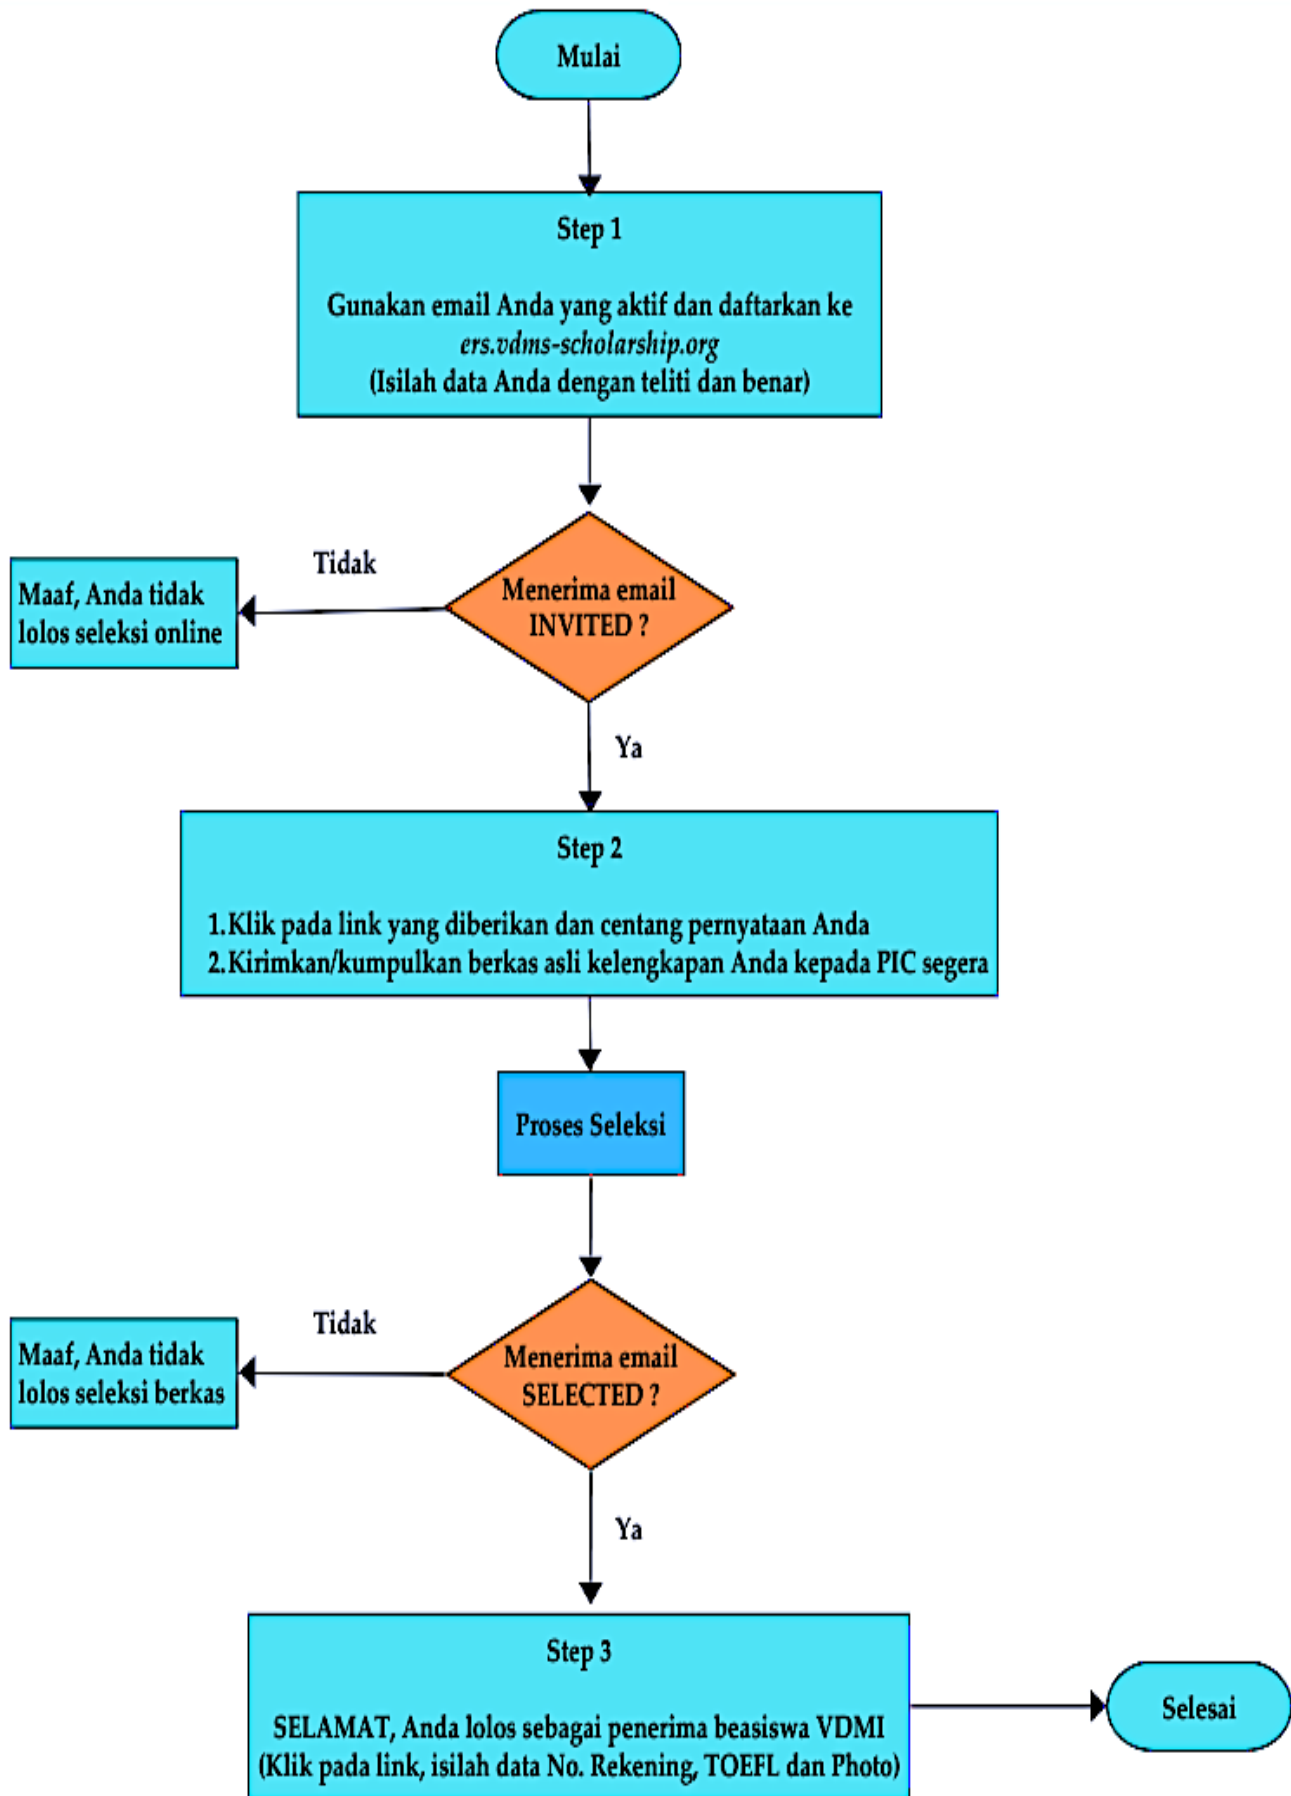 Mulai
Step 1
Gunakan email Anda yang aktif dan daftarkan ke
ers.vdms-scholarship.org
(Isilah data Anda dengan teliti dan benar)
Menerima email
INVITED ?
Tidak
Maaf, Anda tidak
lolos seleksi online
Ya
Step 2
1.Klik pada link yang diberikan dan centang pernyataan Anda
2.Kirimkan/kumpulkan berkas asli kelengkapan Anda kepada PIC segera
Proses Seleksi
Menerima email
SELECTED ?
Tidak
Maaf, Anda tidak
lolos seleksi berkas
Ya
Step 3
SELAMAT, Anda lolos sebagai penerima beasiswa VDMI
(Klik pada link, isilah data No. Rekening, TOEFL dan Photo)
Selesai